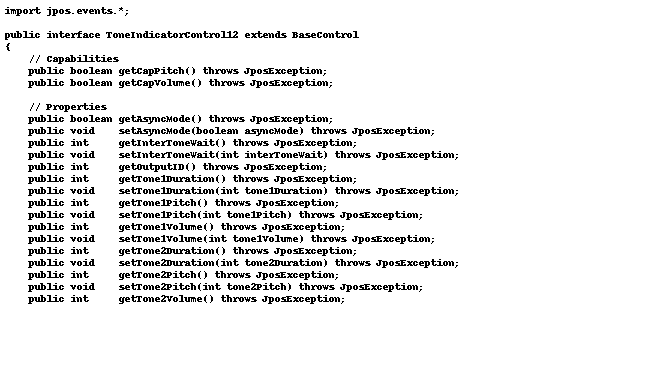 import jpos.events.*;

public interface ToneIndicatorControl12 extends BaseControl
{
    // Capabilities
    public boolean getCapPitch() throws JposException;
    public boolean getCapVolume() throws JposException;

    // Properties
    public boolean getAsyncMode() throws JposException;
    public void    setAsyncMode(boolean asyncMode) throws JposException;
    public int     getInterToneWait() throws JposException;
    public void    setInterToneWait(int interToneWait) throws JposException;
    public int     getOutputID() throws JposException;
    public int     getTone1Duration() throws JposException;
    public void    setTone1Duration(int tone1Duration) throws JposException;
    public int     getTone1Pitch() throws JposException;
    public void    setTone1Pitch(int tone1Pitch) throws JposException;
    public int     getTone1Volume() throws JposException;
    public void    setTone1Volume(int tone1Volume) throws JposException;
    public int     getTone2Duration() throws JposException;
    public void    setTone2Duration(int tone2Duration) throws JposException;
    public int     getTone2Pitch() throws JposException;
    public void    setTone2Pitch(int tone2Pitch) throws JposException;
    public int     getTone2Volume() throws JposException;